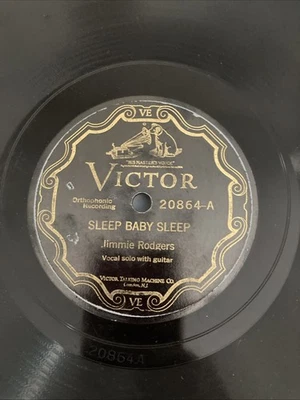 VE
"HIS MASTER'S VOICE"
VICTOR
Orthophonic
Recording
20864-A
SLEEP BABY SLEEP
Jimmie Rodgers
Vocal solo with guitar
VICTOR TALKING MACHINE CO.
Camden, N.J.
VE
20864A